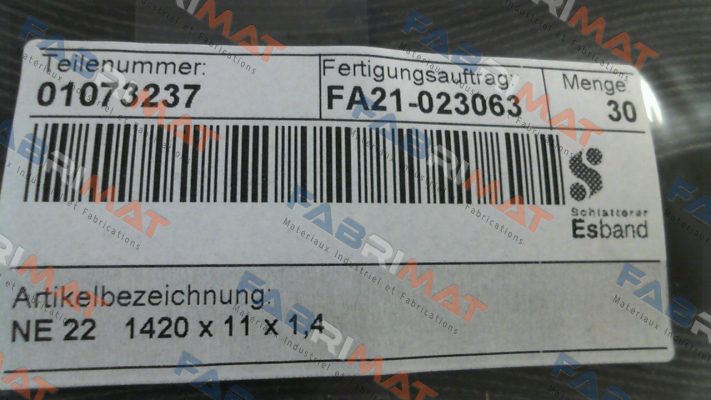 Teilenummer:
01073237
Fertigungsauftrag:
FA21-023063
Menge:
30
Schlatterer
Esband
Artikelbezeichnung:
NE 22 1420 x 11 x 1,4
FABRIMAT
Materiaux Industriel et Fabrications